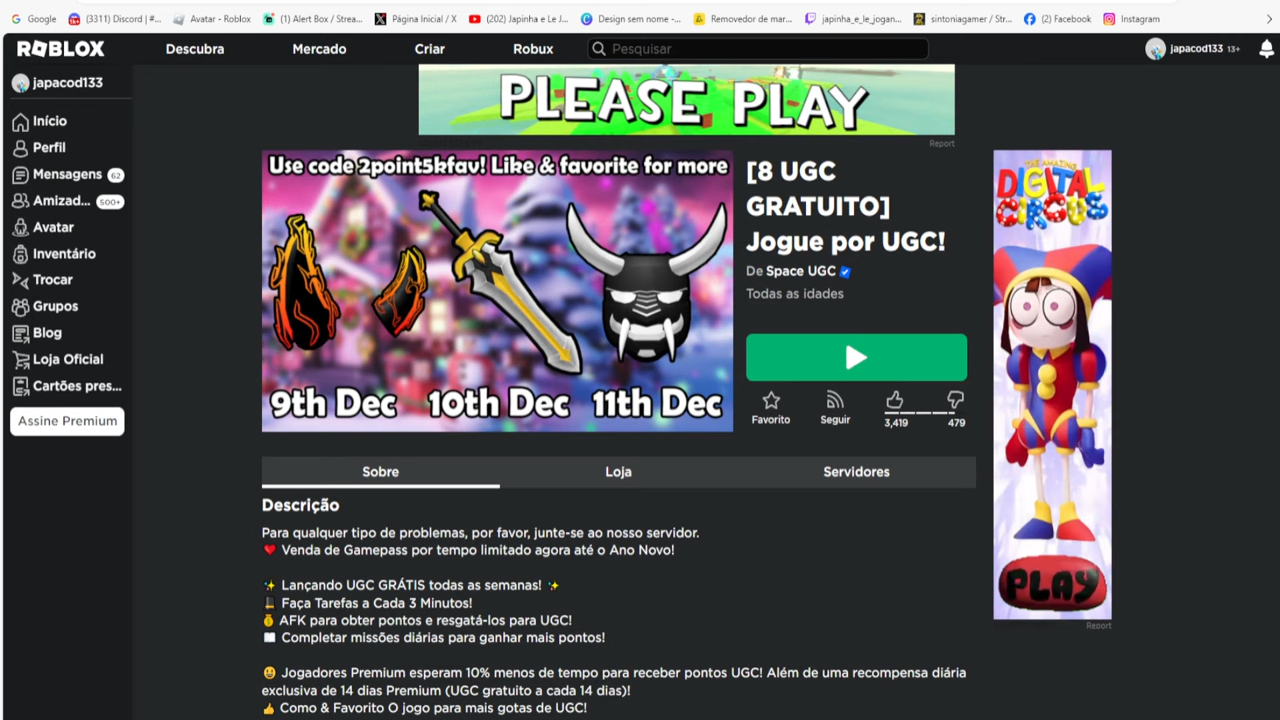 Google
(3311) Discord | #...
Avatar - Roblox
(1) Alert Box / Strea...
Página Inicial / X
(202) Japinha e Le J...
Design sem nome -...
Removedor de mar...
japinha_e_le_jogan...
sintoniagamer / Str...
(2) Facebook
Instagram
ROBLOX
Descubra
Mercado
Criar
Robux
Pesquisar
japacod133 13+
japacod133
Início
Perfil
Mensagens 62
Amizad... 500+
Avatar
Inventário
Trocar
Grupos
Blog
Loja Oficial
Cartões pres...
Assine Premium
PLEASE PLAY
Report
Use code 2point5kfav! Like & favorite for more
9th Dec 10th Dec 11th Dec
[8 UGC
GRATUITO]
Jogue por UGC!
De Space UGC
Todas as idades
Favorito
Seguir
3,419
479
THE AMAZING
DIGITAL
CIRCUS
PLAY
Report
Sobre
Loja
Servidores
Descrição
Para qualquer tipo de problemas, por favor, junte-se ao nosso servidor.
❤️ Venda de Gamepass por tempo limitado agora até o Ano Novo!
✨ Lançando UGC GRÁTIS todas as semanas! ✨
Faça Tarefas a Cada 3 Minutos!
💰 AFK para obter pontos e resgatá-los para UGC!
📖 Completar missões diárias para ganhar mais pontos!
😃 Jogadores Premium esperam 10% menos de tempo para receber pontos UGC! Além de uma recompensa diária
exclusiva de 14 dias Premium (UGC gratuito a cada 14 dias)!
👍 Como & Favorito O jogo para mais gotas de UGC!